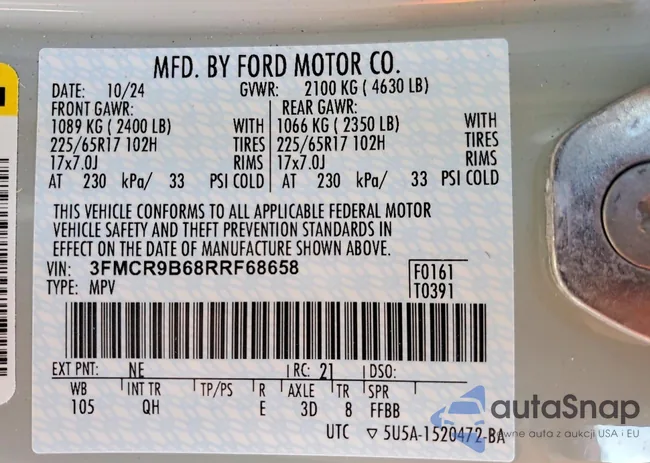 MFD. BY FORD MOTOR CO.
DATE: 10/24 GVWR: 2100 KG ( 4630 LB)
FRONT GAWR: REAR GAWR:
1089 KG ( 2400 LB) WITH 1066 KG ( 2350 LB) WITH
225/65R17 102H TIRES 225/65R17 102H TIRES
17x7.0J RIMS 17x7.0J RIMS
AT 230 kPa/ 33 PSI COLD AT 230 kPa/ 33 PSI COLD
THIS VEHICLE CONFORMS TO ALL APPLICABLE FEDERAL MOTOR
VEHICLE SAFETY AND THEFT PREVENTION STANDARDS IN
EFFECT ON THE DATE OF MANUFACTURE SHOWN ABOVE.
VIN: 3FMCR9B68RRF68658 F0161
TYPE: MPV T0391
EXT PNT: NE RC: 21 DSO:
WB INT TR TP/PS R AXLE TR SPR
105 QH E 3D 8 FFBB
UTC ▽ 5U5A-1520472-BA
autaSnap
auta z aukcji USA i EU